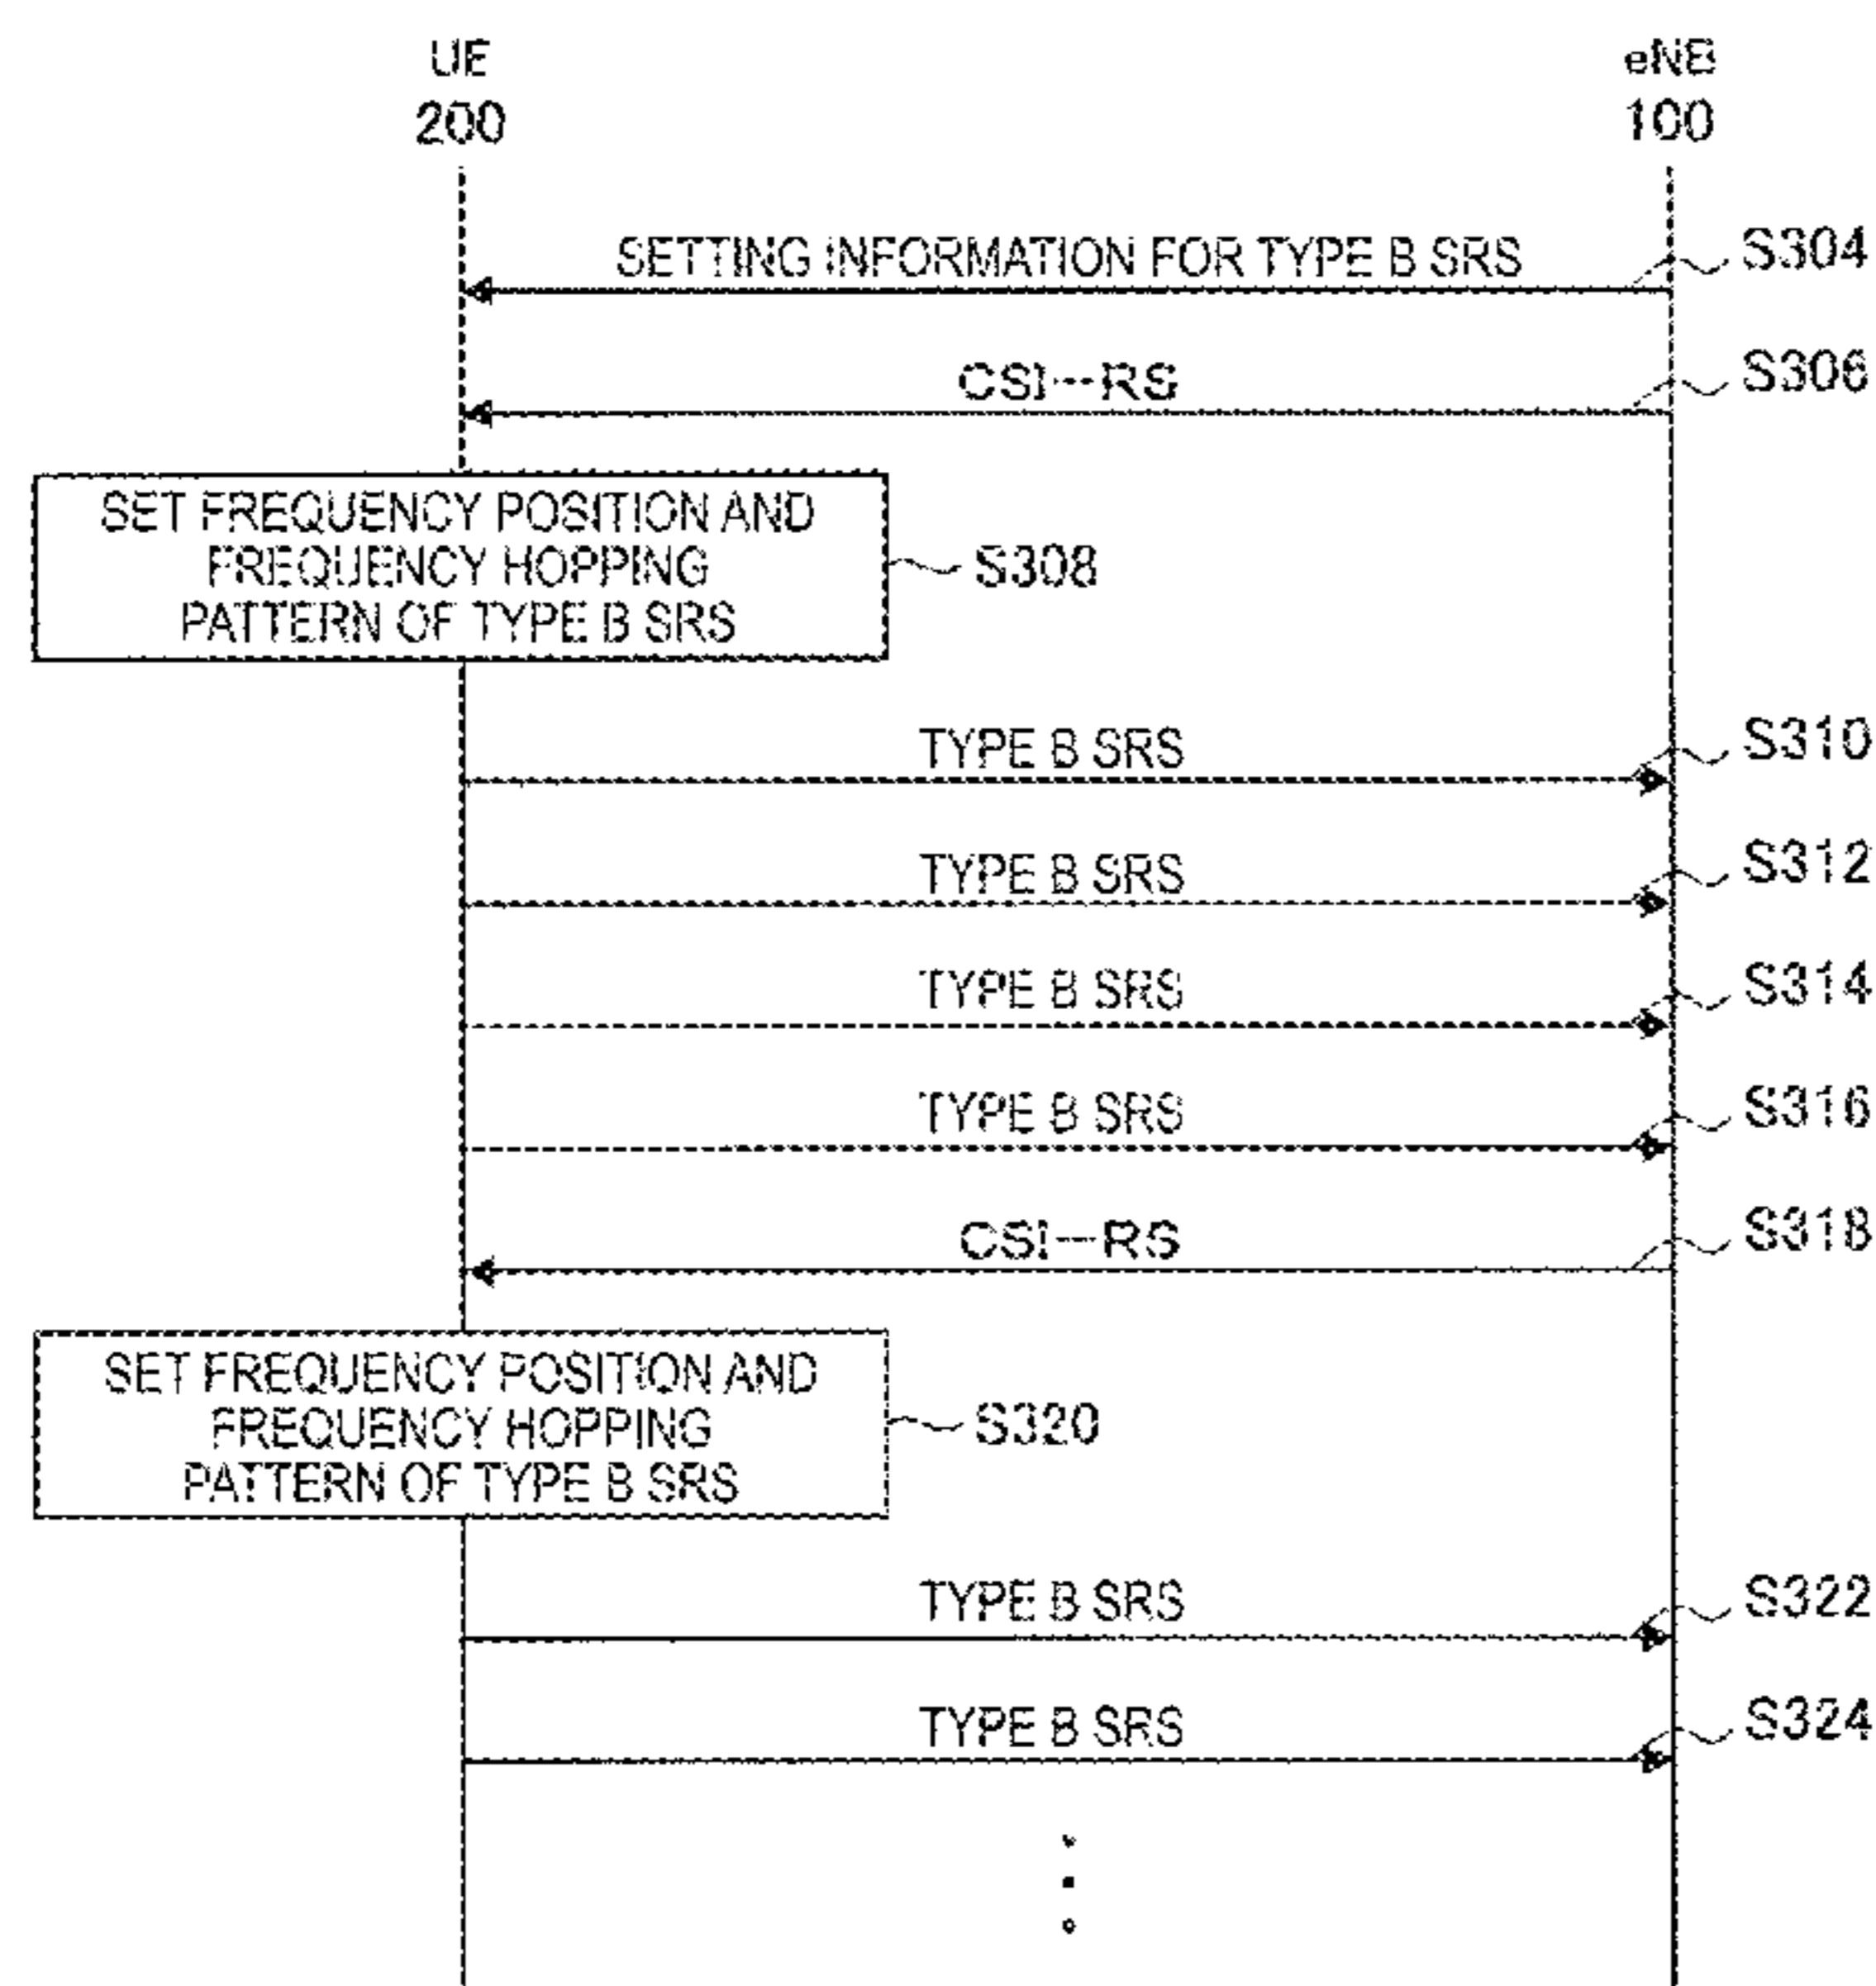 UE eNB
200 100
SETTING INFORMATION FOR TYPE B SRS S304
CSI-RS S306
SET FREQUENCY POSITION AND
FREQUENCY HOPPING
PATTERN OF TYPE B SRS
S308
TYPE B SRS S310
TYPE B SRS S312
TYPE B SRS S314
TYPE B SRS S316
CSI-RS S318
SET FREQUENCY POSITION AND
FREQUENCY HOPPING
PATTERN OF TYPE B SRS
S320
TYPE B SRS S322
TYPE B SRS S324